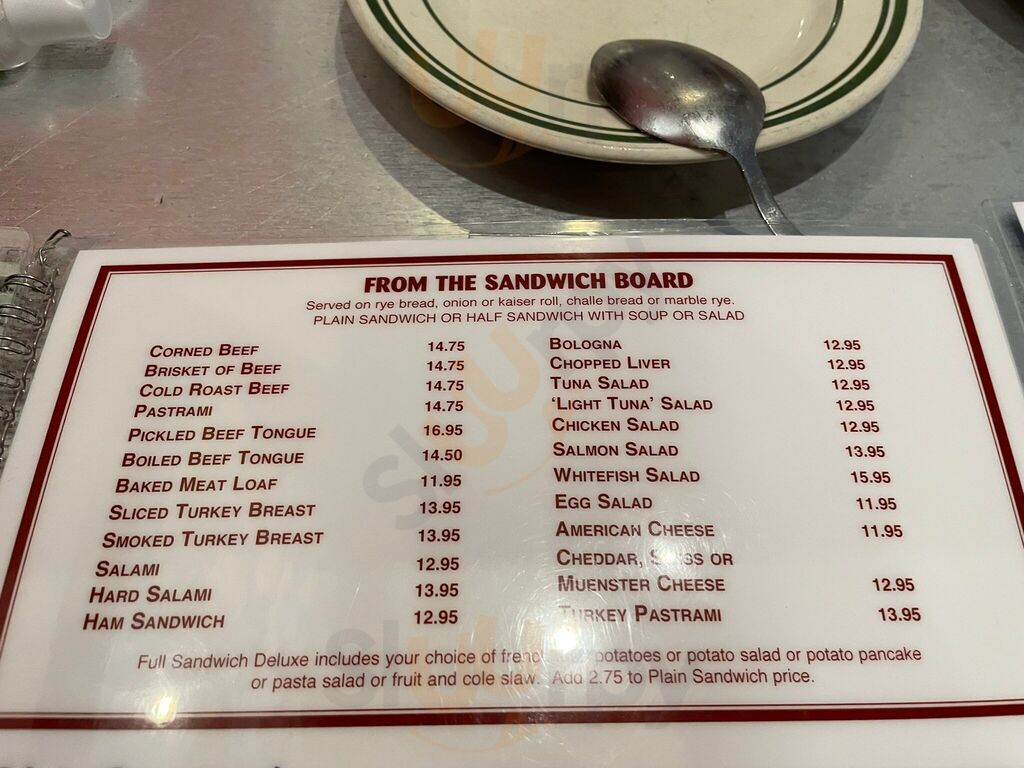 FROM THE SANDWICH BOARD
Served on rye bread, onion or kaiser roll, challe bread or marble rye.
PLAIN SANDWICH OR HALF SANDWICH WITH SOUP OR SALAD
CORNED BEEF 14.75
BRISKET OF BEEF 14.75
COLD ROAST BEEF 14.75
PASTRAMI 14.75
PICKLED BEEF TONGUE 16.95
BOILED BEEF TONGUE 14.50
BAKED MEAT LOAF 11.95
SLICED TURKEY BREAST 13.95
SMOKED TURKEY BREAST 13.95
SALAMI 12.95
HARD SALAMI 13.95
HAM SANDWICH 12.95
BOLOGNA 12.95
CHOPPED LIVER 12.95
TUNA SALAD 12.95
'LIGHT TUNA' SALAD 12.95
CHICKEN SALAD 12.95
SALMON SALAD 13.95
WHITEFISH SALAD 15.95
EGG SALAD 11.95
AMERICAN CHEESE 11.95
CHEDDAR, SWISS OR
MUENSTER CHEESE 12.95
TURKEY PASTRAMI 13.95
Full Sandwich Deluxe includes your choice of french potatoes or potato salad or potato pancake
or pasta salad or fruit and cole slaw. Add 2.75 to Plain Sandwich price.